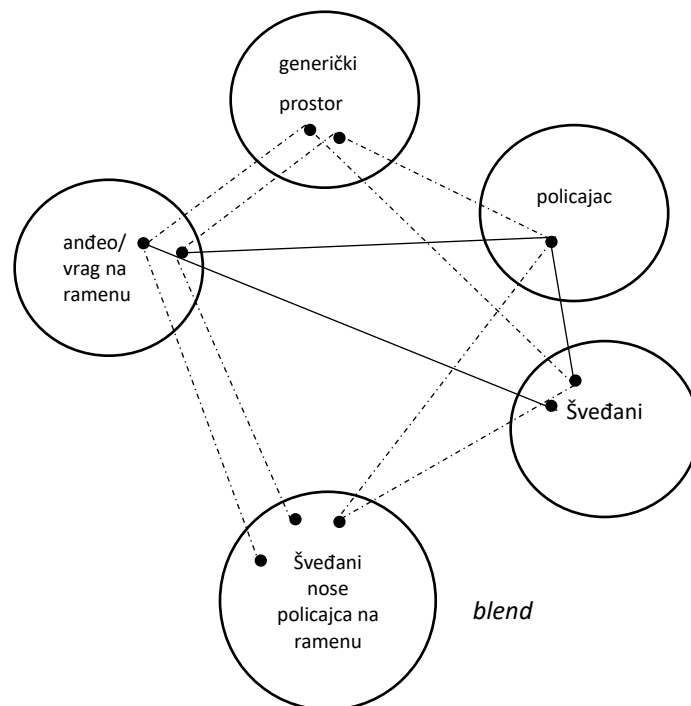 generički
prostor
policajac
anđeo/
vrag na
ramenu
Šveđani
Šveđani
nose
policajca na
ramenu
blend